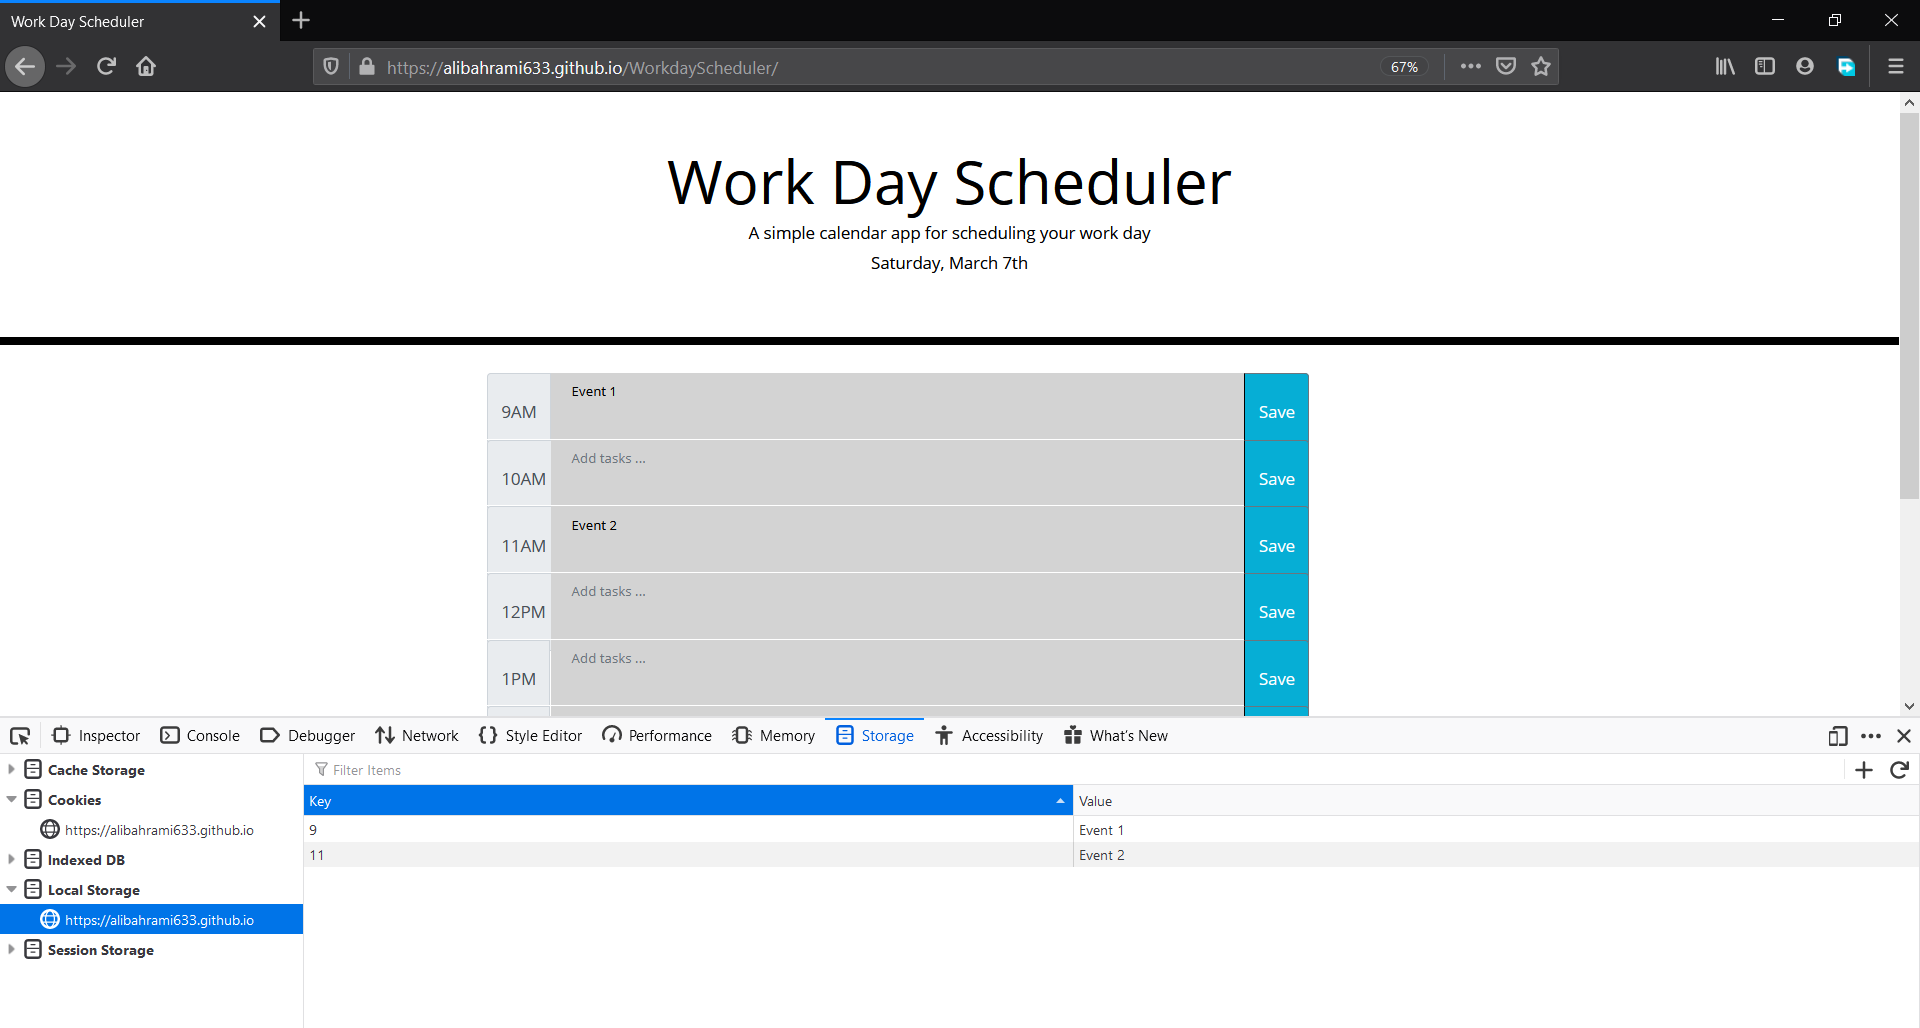 Work Day Scheduler
https://alibahrami633.github.io/WorkdayScheduler/ 67%
Work Day Scheduler
A simple calendar app for scheduling your work day
Saturday, March 7th
9AM Event 1 Save
10AM Add tasks ... Save
11AM Event 2 Save
12PM Add tasks ... Save
1PM Add tasks ... Save
Inspector Console Debugger Network Style Editor Performance Memory Storage Accessibility What's New
Cache Storage
Cookies
https://alibahrami633.github.io
Indexed DB
Local Storage
https://alibahrami633.github.io
Session Storage
Filter Items
Key Value
9 Event 1
11 Event 2